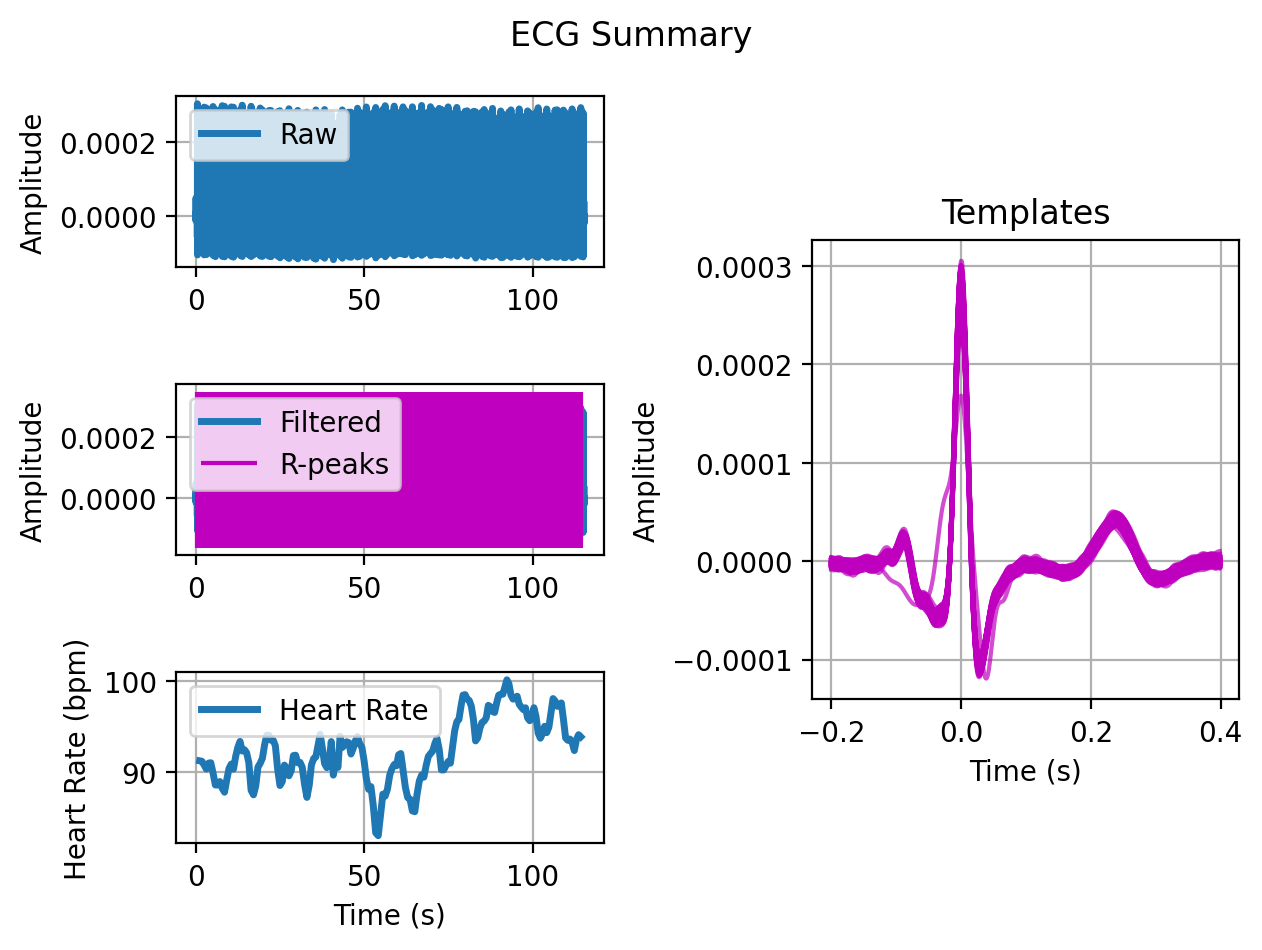 ECG Summary
Amplitude
0.0002
0.0000
Raw
0
50
100
Amplitude
0.0002
0.0000
Filtered
R-peaks
0
50
100
Heart Rate (bpm)
100
90
Heart Rate
0
50
100
Time (s)
Templates
Amplitude
0.0003
0.0002
0.0001
0.0000
−0.0001
−0.2
0.0
0.2
0.4
Time (s)